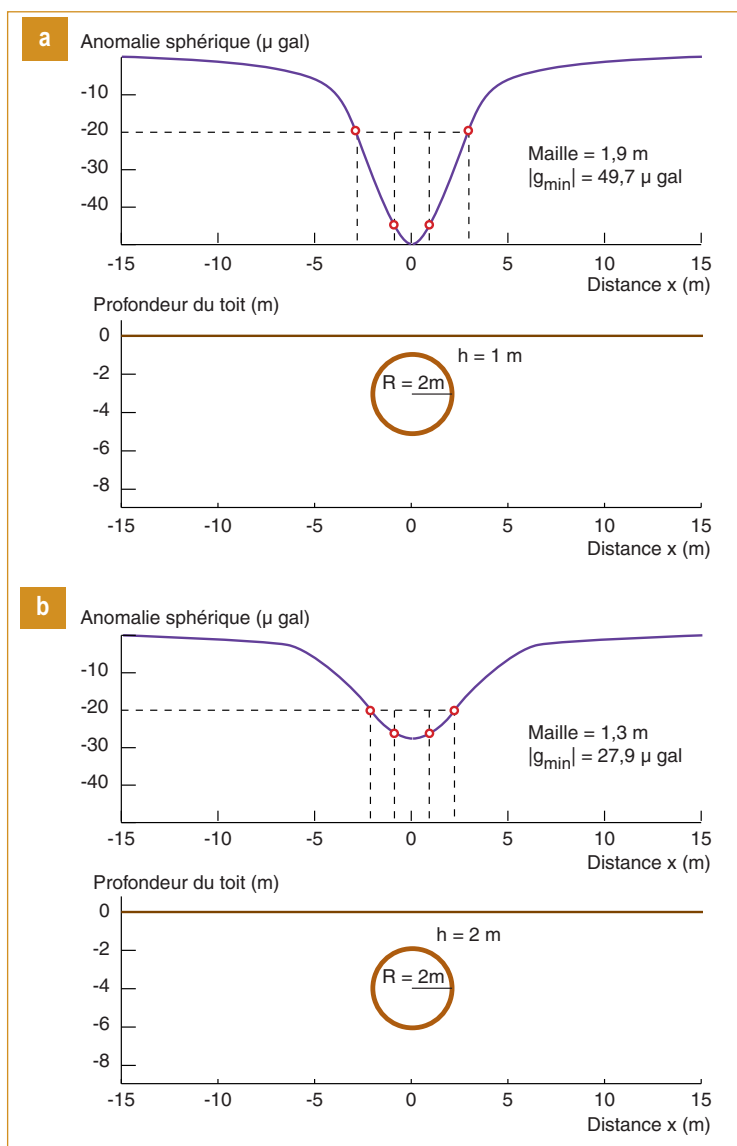 a
Anomalie sphérique (µ gal)
-10
-20
-30
-40
Maille = 1,9 m
|gmin| = 49,7 µ gal
-15 -10 -5 0 5 10 15
Distance x (m)
Profondeur du toit (m)
0
-2
-4
-6
-8
h = 1 m
R = 2m
-15 -10 -5 0 5 10 15
Distance x (m)
b
Anomalie sphérique (µ gal)
-10
-20
-30
-40
Maille = 1,3 m
|gmin| = 27,9 µ gal
-15 -10 -5 0 5 10 15
Distance x (m)
Profondeur du toit (m)
0
-2
-4
-6
-8
h = 2 m
R = 2m
-15 -10 -5 0 5 10 15
Distance x (m)